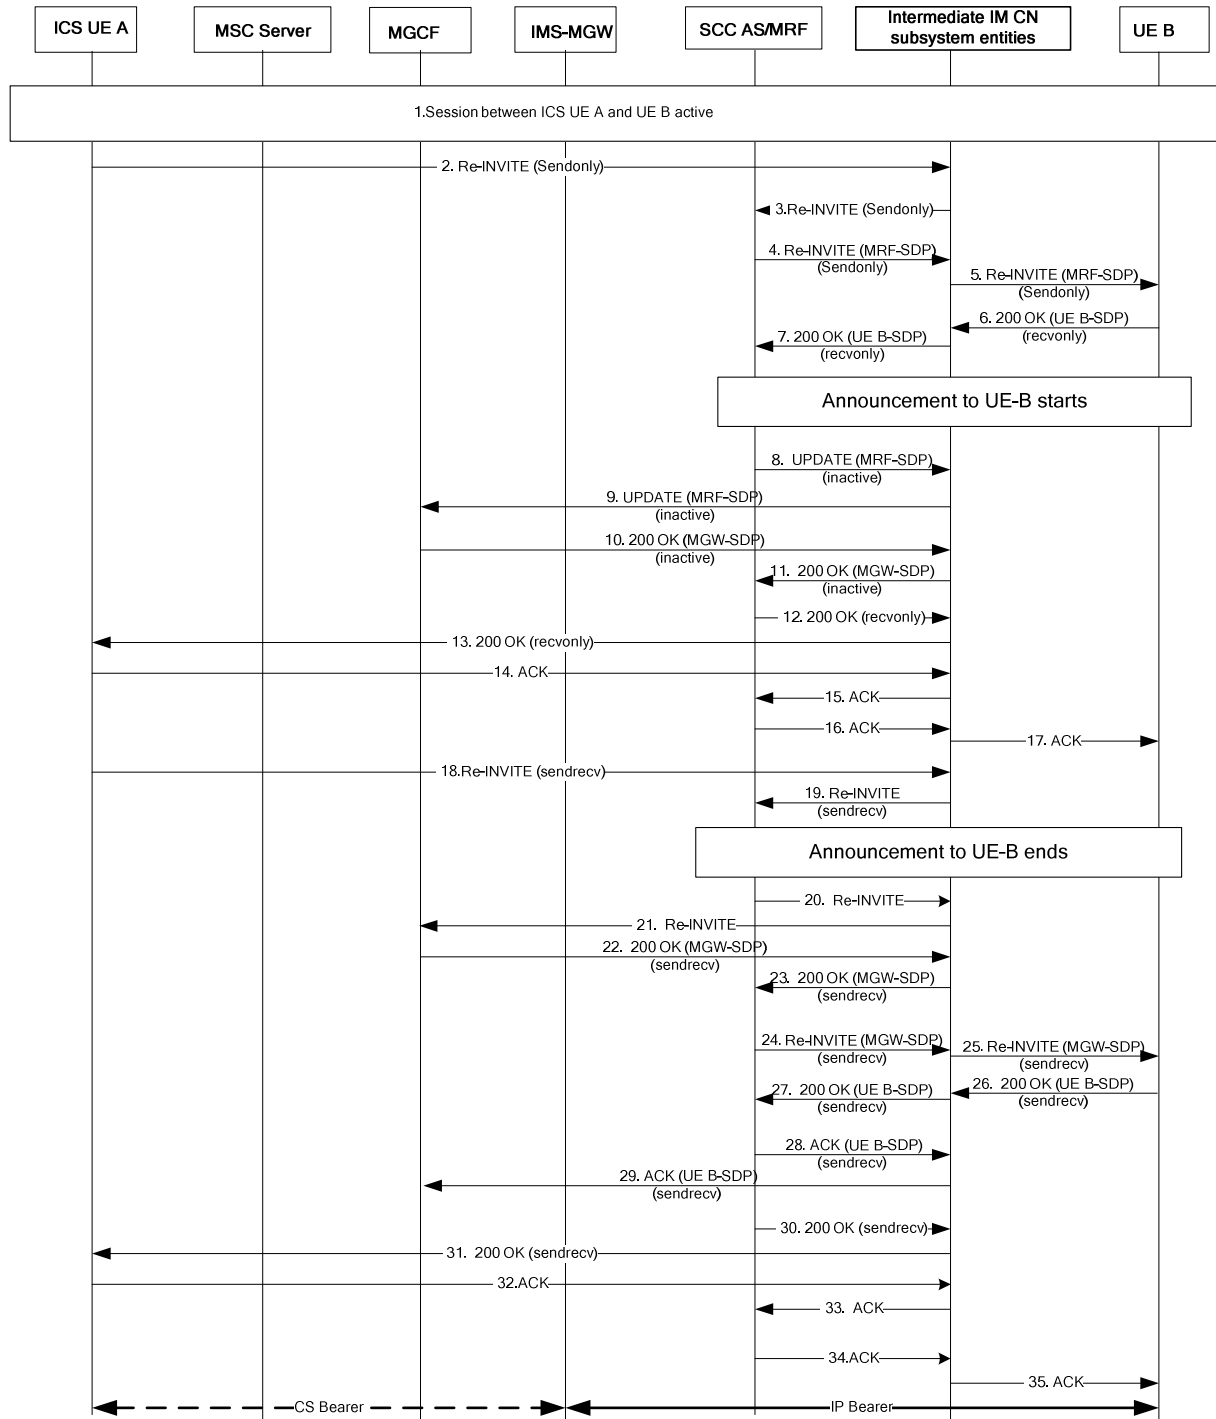 ICS UE A
MSC Server
MGCF
IMS-MGW
SCC AS/MRF
Intermediate IM CN
subsystem entities
UE B
1.Session between ICS UE A and UE B active
2. Re-INVITE (Sendonly)
3.Re-INVITE (Sendonly)
4. Re-INVITE (MRF-SDP)
(Sendonly)
5. Re-INVITE (MRF-SDP)
(Sendonly)
6. 200 OK (UE B-SDP)
(recvonly)
7. 200 OK (UE B-SDP)
(recvonly)
Announcement to UE-B starts
8. UPDATE (MRF-SDP)
(inactive)
9. UPDATE (MRF-SDP)
(inactive)
10. 200 OK (MGW-SDP)
(inactive)
11. 200 OK (MGW-SDP)
(inactive)
12. 200 OK (recvonly)
13. 200 OK (recvonly)
14. ACK
15. ACK
16. ACK
17. ACK
18.Re-INVITE (sendrecv)
19. Re-INVITE
(sendrecv)
Announcement to UE-B ends
20. Re-INVITE
21. Re-INVITE
22. 200 OK (MGW-SDP)
(sendrecv)
23. 200 OK (MGW-SDP)
(sendrecv)
24. Re-INVITE (MGW-SDP)
(sendrecv)
25. Re-INVITE (MGW-SDP)
(sendrecv)
26. 200 OK (UE B-SDP)
(sendrecv)
27. 200 OK (UE B-SDP)
(sendrecv)
28. ACK (UE B-SDP)
(sendrecv)
29. ACK (UE B-SDP)
(sendrecv)
30. 200 OK (sendrecv)
31. 200 OK (sendrecv)
32.ACK
33. ACK
34.ACK
35. ACK
CS Bearer
IP Bearer